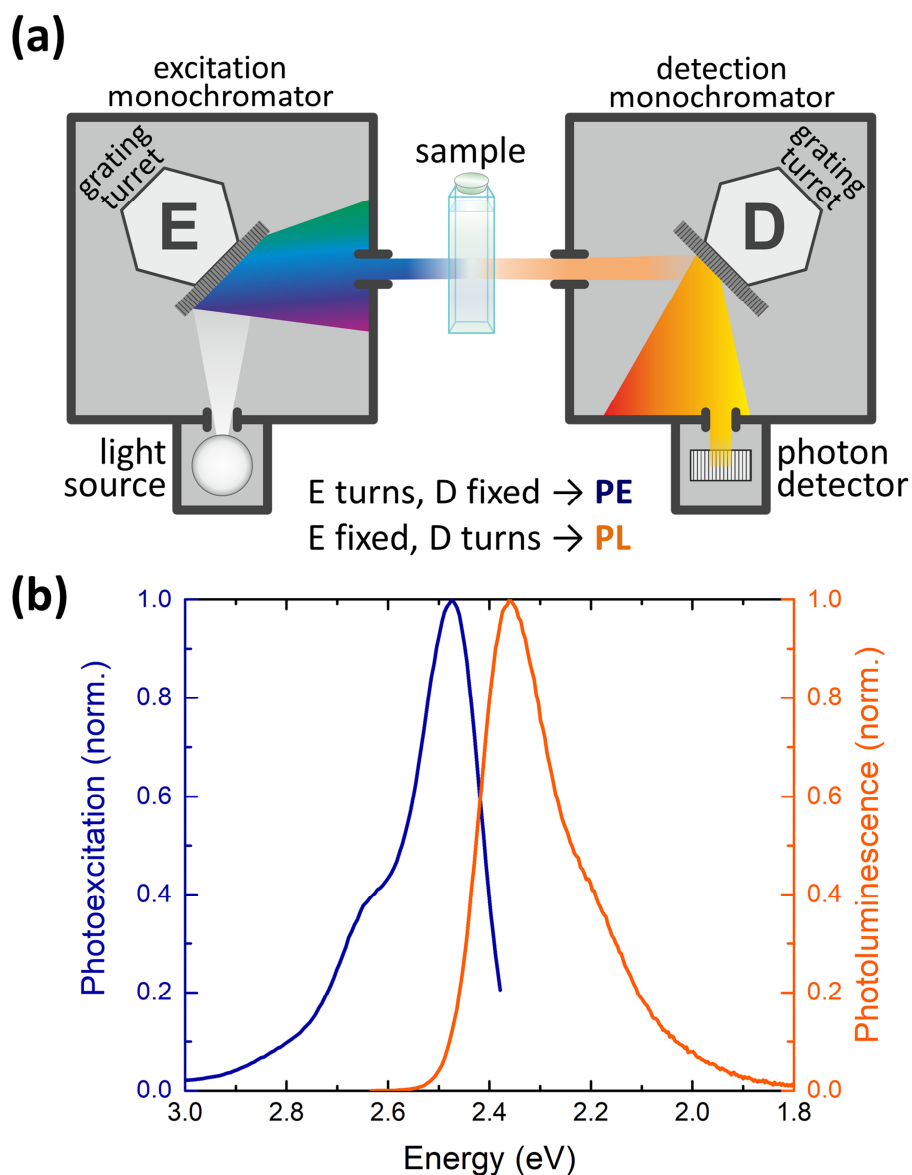 (a)
excitation
monochromator
detection
monochromator
grating
turret
E
sample
grating
turret
D
light
source
photon
detector
E turns, D fixed → PE
E fixed, D turns → PL
(b)
Photoexcitation (norm.)
1.0
0.8
0.6
0.4
0.2
0.0
1.0
0.8
0.6
0.4
0.2
0.0
Photoluminescence (norm.)
3.0 2.8 2.6 2.4 2.2 2.0 1.8
Energy (eV)